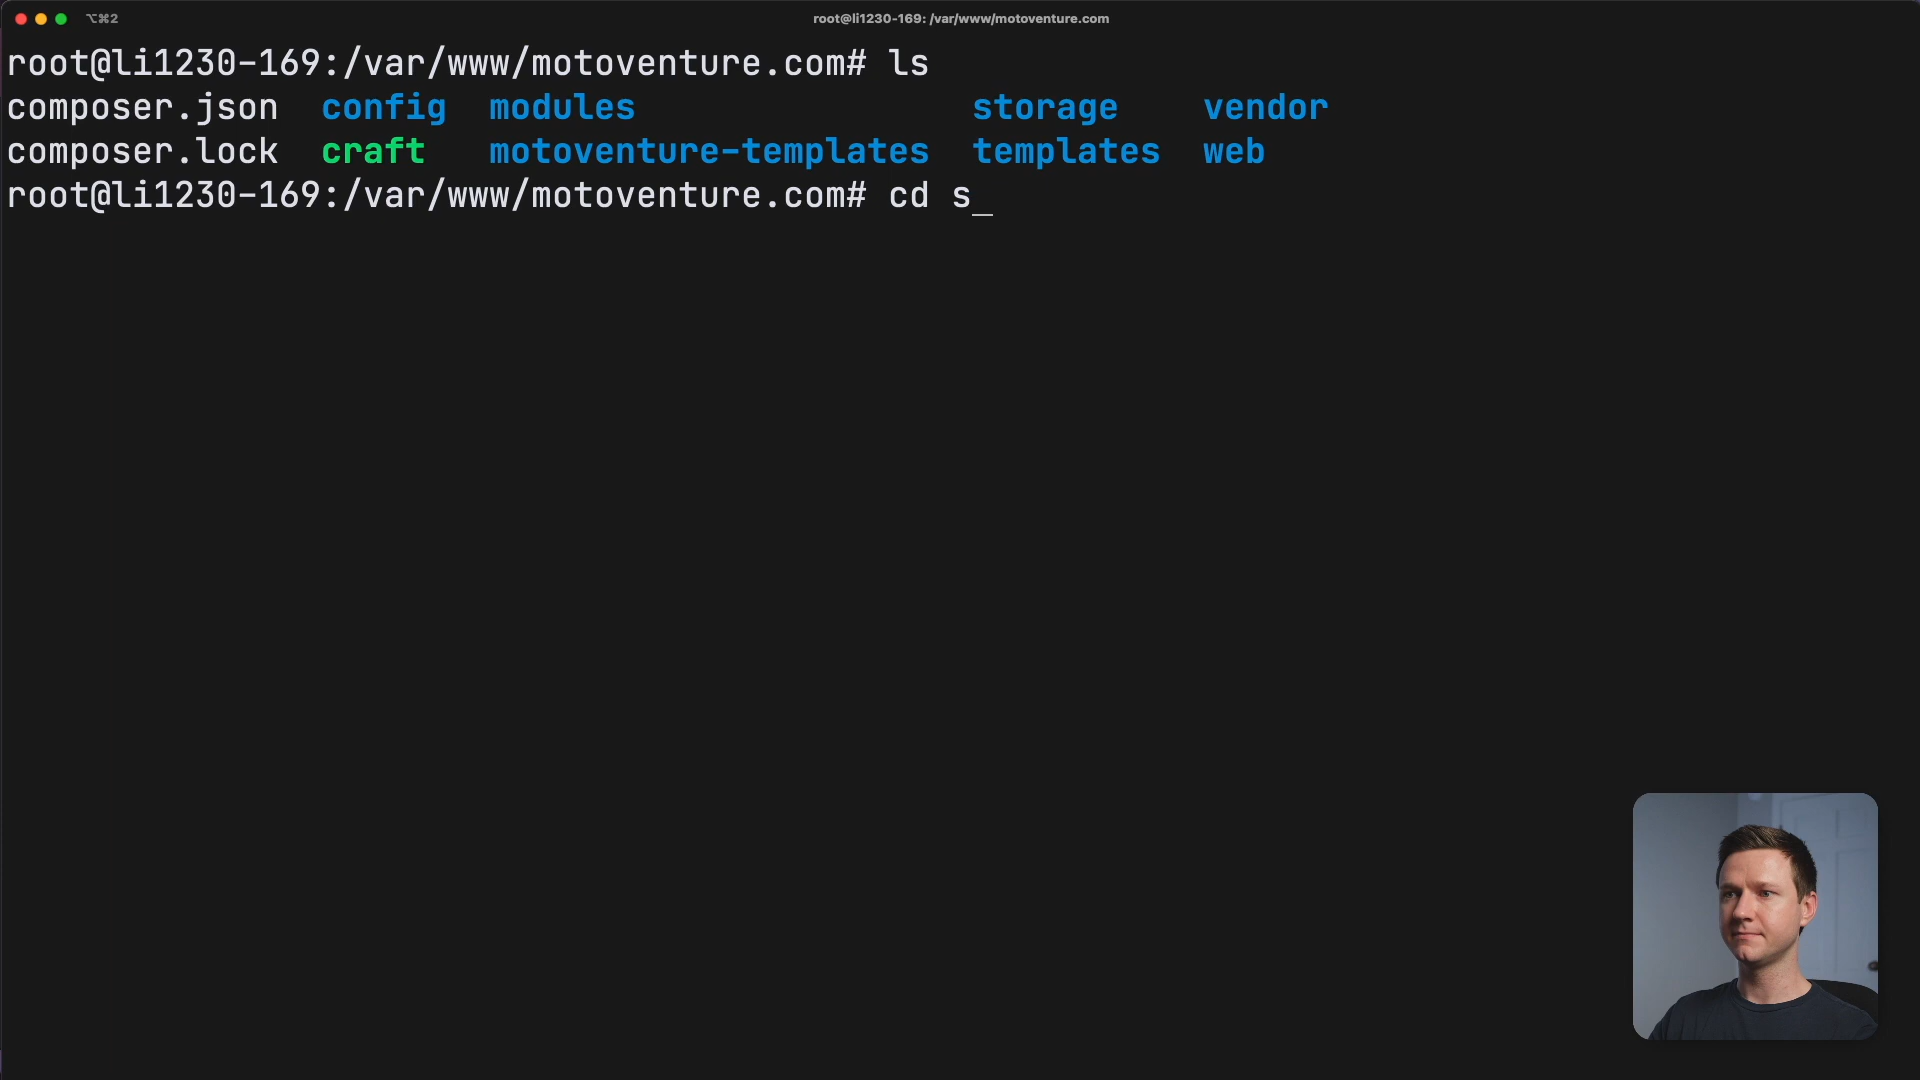 ⌥⌘2
root@li1230-169: /var/www/motoventure.com
root@li1230-169:/var/www/motoventure.com# ls
composer.json config modules storage vendor
composer.lock craft motoventure-templates templates web
root@li1230-169:/var/www/motoventure.com# cd s_